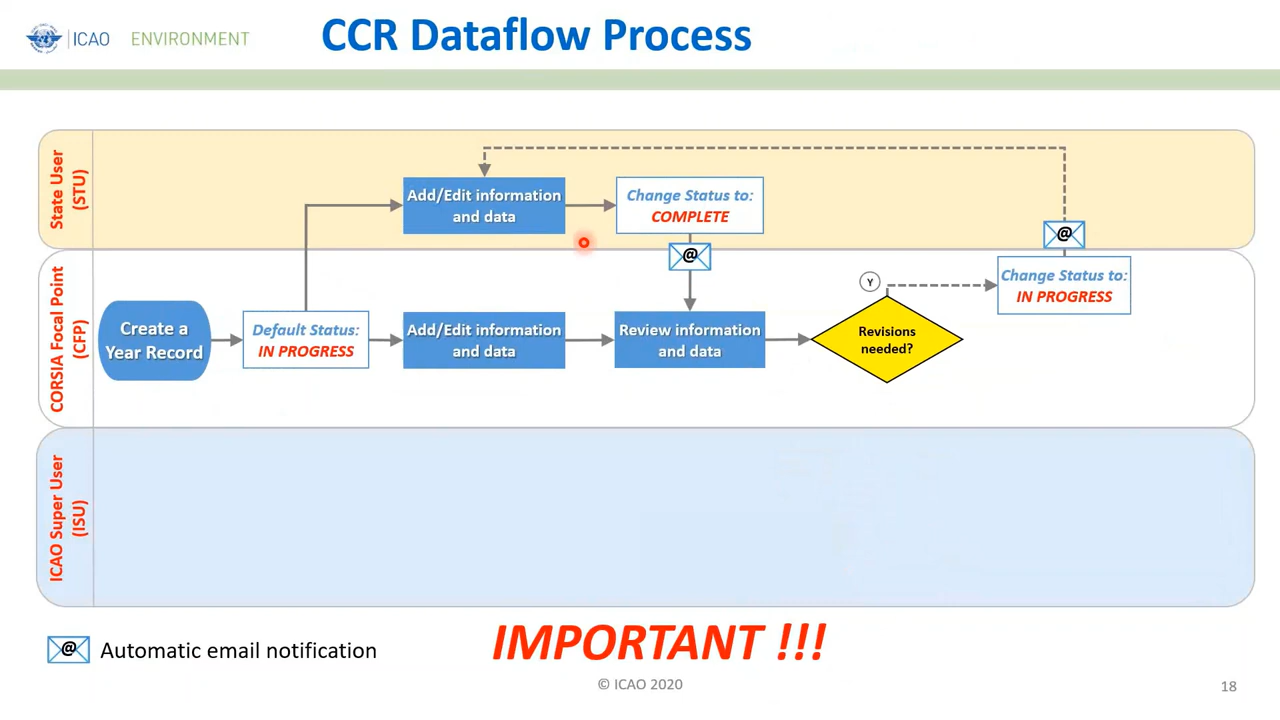 ICAO ENVIRONMENT
CCR Dataflow Process
State User
(STU)
Add/Edit information
and data
Change Status to:
COMPLETE
@
@
CORSIA Focal Point
(CFP)
Create a
Year Record
Default Status:
IN PROGRESS
Add/Edit information
and data
Review information
and data
Revisions
needed?
Y
Change Status to:
IN PROGRESS
ICAO Super User
(ISU)
@ Automatic email notification
IMPORTANT !!!
© ICAO 2020
18